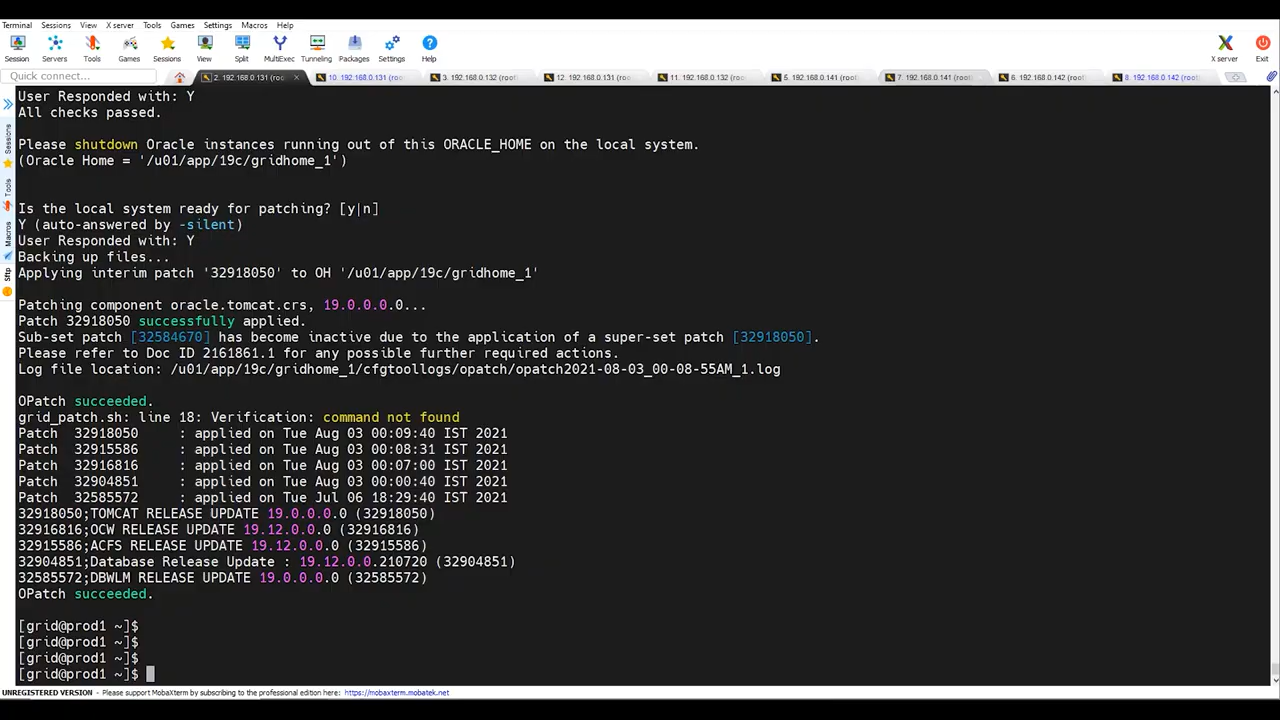 Terminal Sessions View X server Tools Games Settings Macros Help
Session Servers Tools Games Sessions View Split MultiExec Tunneling Packages Settings Help X server Exit
Quick connect... 2. 192.168.0.131 (roo 10. 192.168.0.131 (roo 3. 192.168.0.132 (root 12. 192.168.0.131 (roo 11. 192.168.0.132 (roo 5. 192.168.0.141 (root 7. 192.168.0.141 (root 6. 192.168.0.142 (root 8. 192.168.0.142 (root
User Responded with: Y
All checks passed.
Please shutdown Oracle instances running out of this ORACLE_HOME on the local system.
(Oracle Home = '/u01/app/19c/gridhome_1')
Is the local system ready for patching? [y|n]
Y (auto-answered by -silent)
User Responded with: Y
Backing up files...
Applying interim patch '32918050' to OH '/u01/app/19c/gridhome_1'
Patching component oracle.tomcat.crs, 19.0.0.0.0...
Patch 32918050 successfully applied.
Sub-set patch [32584670] has become inactive due to the application of a super-set patch [32918050].
Please refer to Doc ID 2161861.1 for any possible further required actions.
Log file location: /u01/app/19c/gridhome_1/cfgtoollogs/opatch/opatch2021-08-03_00-08-55AM_1.log
OPatch succeeded.
grid_patch.sh: line 18: Verification: command not found
Patch  32918050     : applied on Tue Aug 03 00:09:40 IST 2021
Patch  32915586     : applied on Tue Aug 03 00:08:31 IST 2021
Patch  32916816     : applied on Tue Aug 03 00:07:00 IST 2021
Patch  32904851     : applied on Tue Aug 03 00:00:40 IST 2021
Patch  32585572     : applied on Tue Jul 06 18:29:40 IST 2021
32918050;TOMCAT RELEASE UPDATE 19.0.0.0.0 (32918050)
32916816;OCW RELEASE UPDATE 19.12.0.0.0 (32916816)
32915586;ACFS RELEASE UPDATE 19.12.0.0.0 (32915586)
32904851;Database Release Update : 19.12.0.0.210720 (32904851)
32585572;DBWLM RELEASE UPDATE 19.0.0.0.0 (32585572)
OPatch succeeded.
[grid@prod1 ~]$
[grid@prod1 ~]$
[grid@prod1 ~]$
[grid@prod1 ~]$
Sessions
Tools
Macros
Sftp
UNREGISTERED VERSION - Please support MobaXterm by subscribing to the professional edition here: https://mobaxterm.mobatek.net